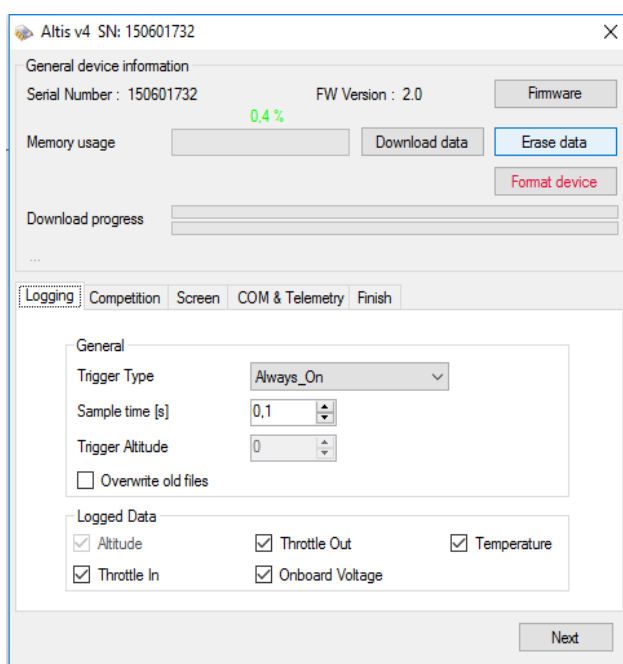 Altis v4 SN: 150601732
General device information
Serial Number : 150601732 FW Version : 2.0 Firmware
0,4 %
Memory usage Download data Erase data
Format device
Download progress
...
Logging Competition Screen COM & Telemetry Finish
General
Trigger Type Always_On
Sample time [s] 0,1
Trigger Altitude 0
Overwrite old files
Logged Data
Altitude Throttle Out Temperature
Throttle In Onboard Voltage
Next